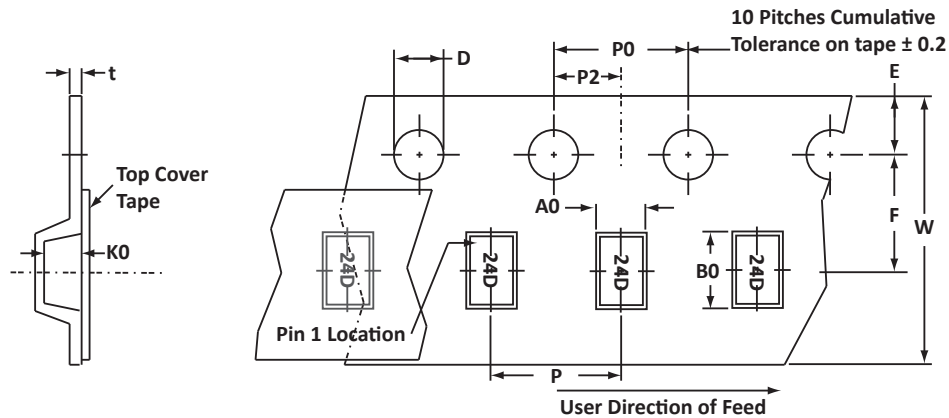 10 Pitches Cumulative
Tolerance on tape ± 0.2
P0
D
P2
E
t
Top Cover
Tape
A0
F
W
K0
B0
24D
24D
24D
24D
Pin 1 Location
P
User Direction of Feed